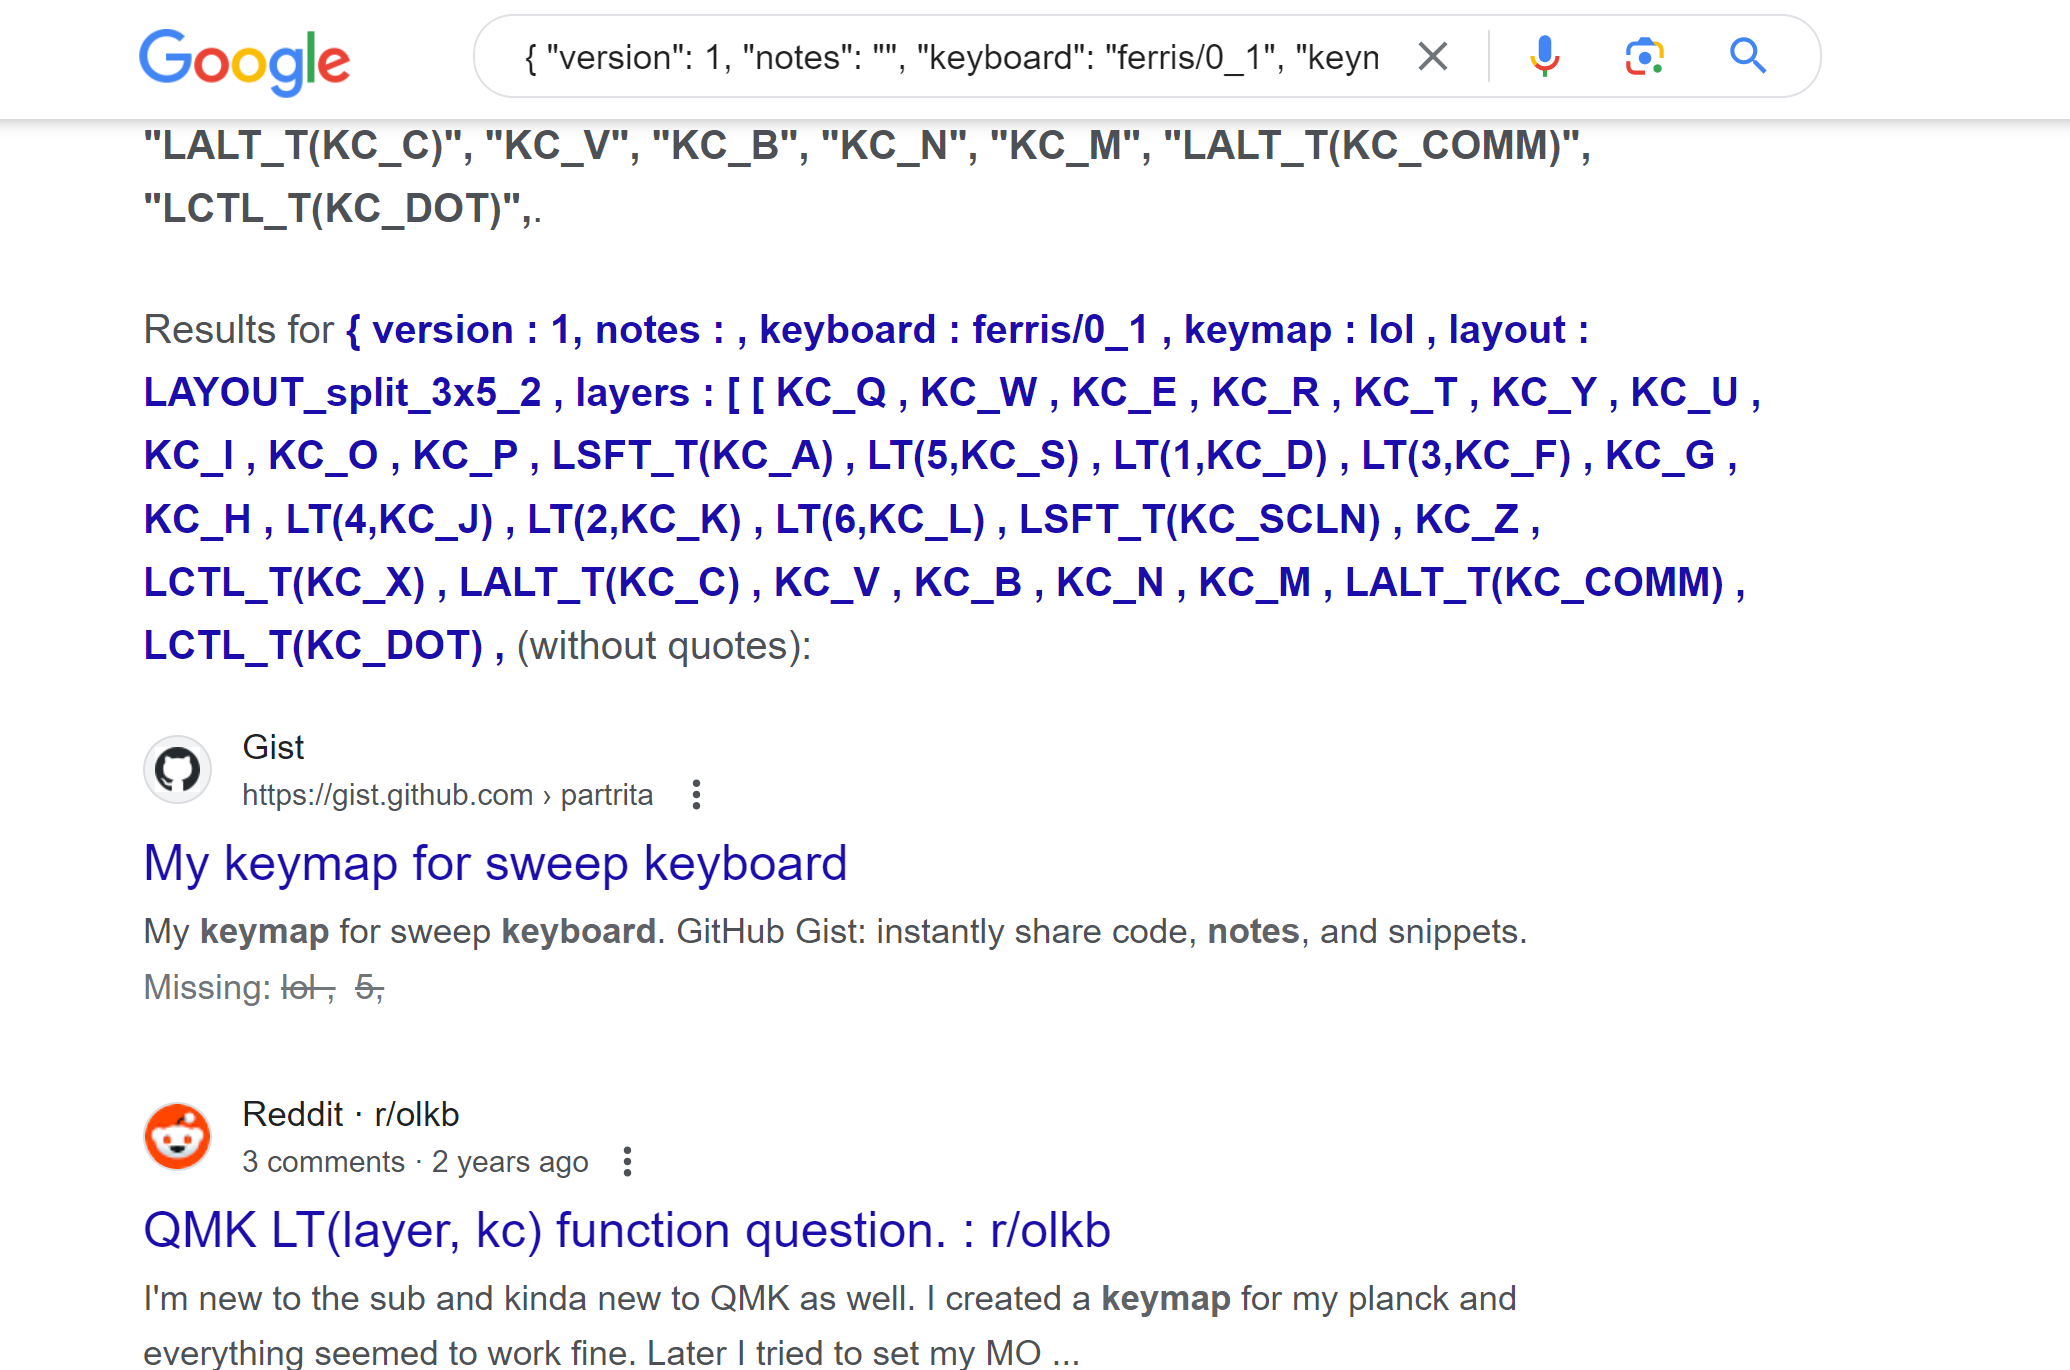 Google
{ "version": 1, "notes": "", "keyboard": "ferris/0_1", "keyn
"LALT_T(KC_C)", "KC_V", "KC_B", "KC_N", "KC_M", "LALT_T(KC_COMM)",
"LCTL_T(KC_DOT)",.
Results for { version : 1, notes : , keyboard : ferris/0_1 , keymap : lol , layout :
LAYOUT_split_3x5_2 , layers : [ [ KC_Q , KC_W , KC_E , KC_R , KC_T , KC_Y , KC_U ,
KC_I , KC_O , KC_P , LSFT_T(KC_A) , LT(5,KC_S) , LT(1,KC_D) , LT(3,KC_F) , KC_G ,
KC_H , LT(4,KC_J) , LT(2,KC_K) , LT(6,KC_L) , LSFT_T(KC_SCLN) , KC_Z ,
LCTL_T(KC_X) , LALT_T(KC_C) , KC_V , KC_B , KC_N , KC_M , LALT_T(KC_COMM) ,
LCTL_T(KC_DOT) , (without quotes):
Gist
https://gist.github.com › partrita
My keymap for sweep keyboard
My keymap for sweep keyboard. GitHub Gist: instantly share code, notes, and snippets.
Missing: lol , 5,
Reddit · r/olkb
3 comments · 2 years ago
QMK LT(layer, kc) function question. : r/olkb
I'm new to the sub and kinda new to QMK as well. I created a keymap for my planck and
everything seemed to work fine. Later I tried to set my MO ...